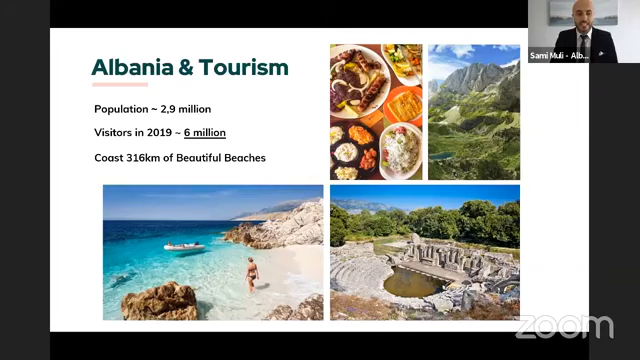 Albania & Tourism
Population ~ 2,9 million
Visitors in 2019 ~ 6 million
Coast 316km of Beautiful Beaches
Sami Muli - Alb...
zoom